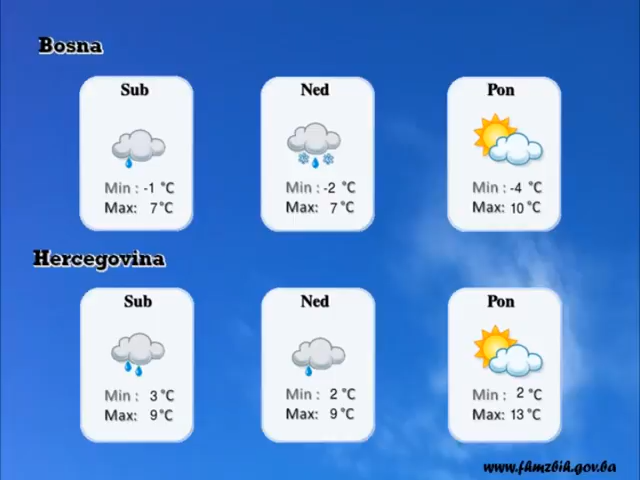 Bosna
Sub
Min : -1 °C
Max: 7 °C
Ned
Min : -2 °C
Max: 7 °C
Pon
Min : -4 °C
Max: 10 °C
Hercegovina
Sub
Min : 3 °C
Max: 9 °C
Ned
Min : 2 °C
Max: 9 °C
Pon
Min : 2 °C
Max: 13 °C
www.fhmzbih.gov.ba